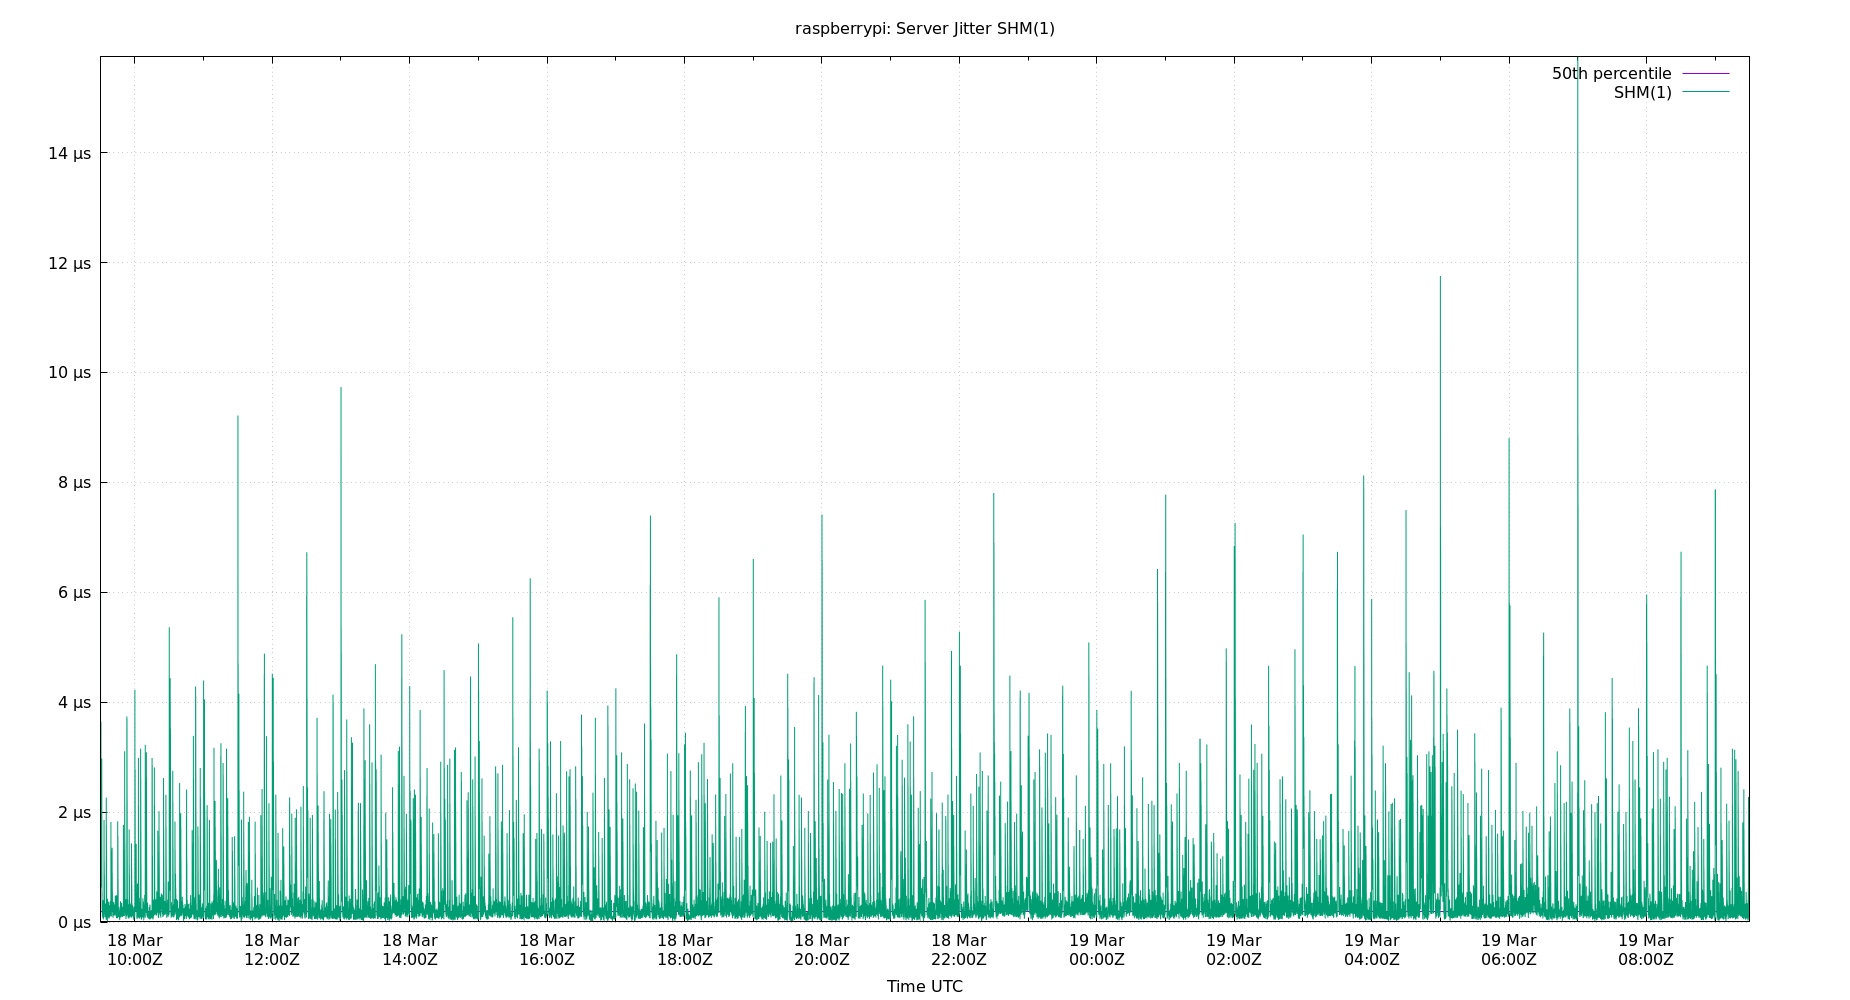 raspberrypi: Server Jitter SHM(1)
50th percentile
SHM(1)
14 µs
12 µs
10 µs
8 µs
6 µs
4 µs
2 µs
0 µs
18 Mar 18 Mar 18 Mar 18 Mar 18 Mar 18 Mar 18 Mar 19 Mar 19 Mar 19 Mar 19 Mar 19 Mar
10:00Z 12:00Z 14:00Z 16:00Z 18:00Z 20:00Z 22:00Z 00:00Z 02:00Z 04:00Z 06:00Z 08:00Z
Time UTC